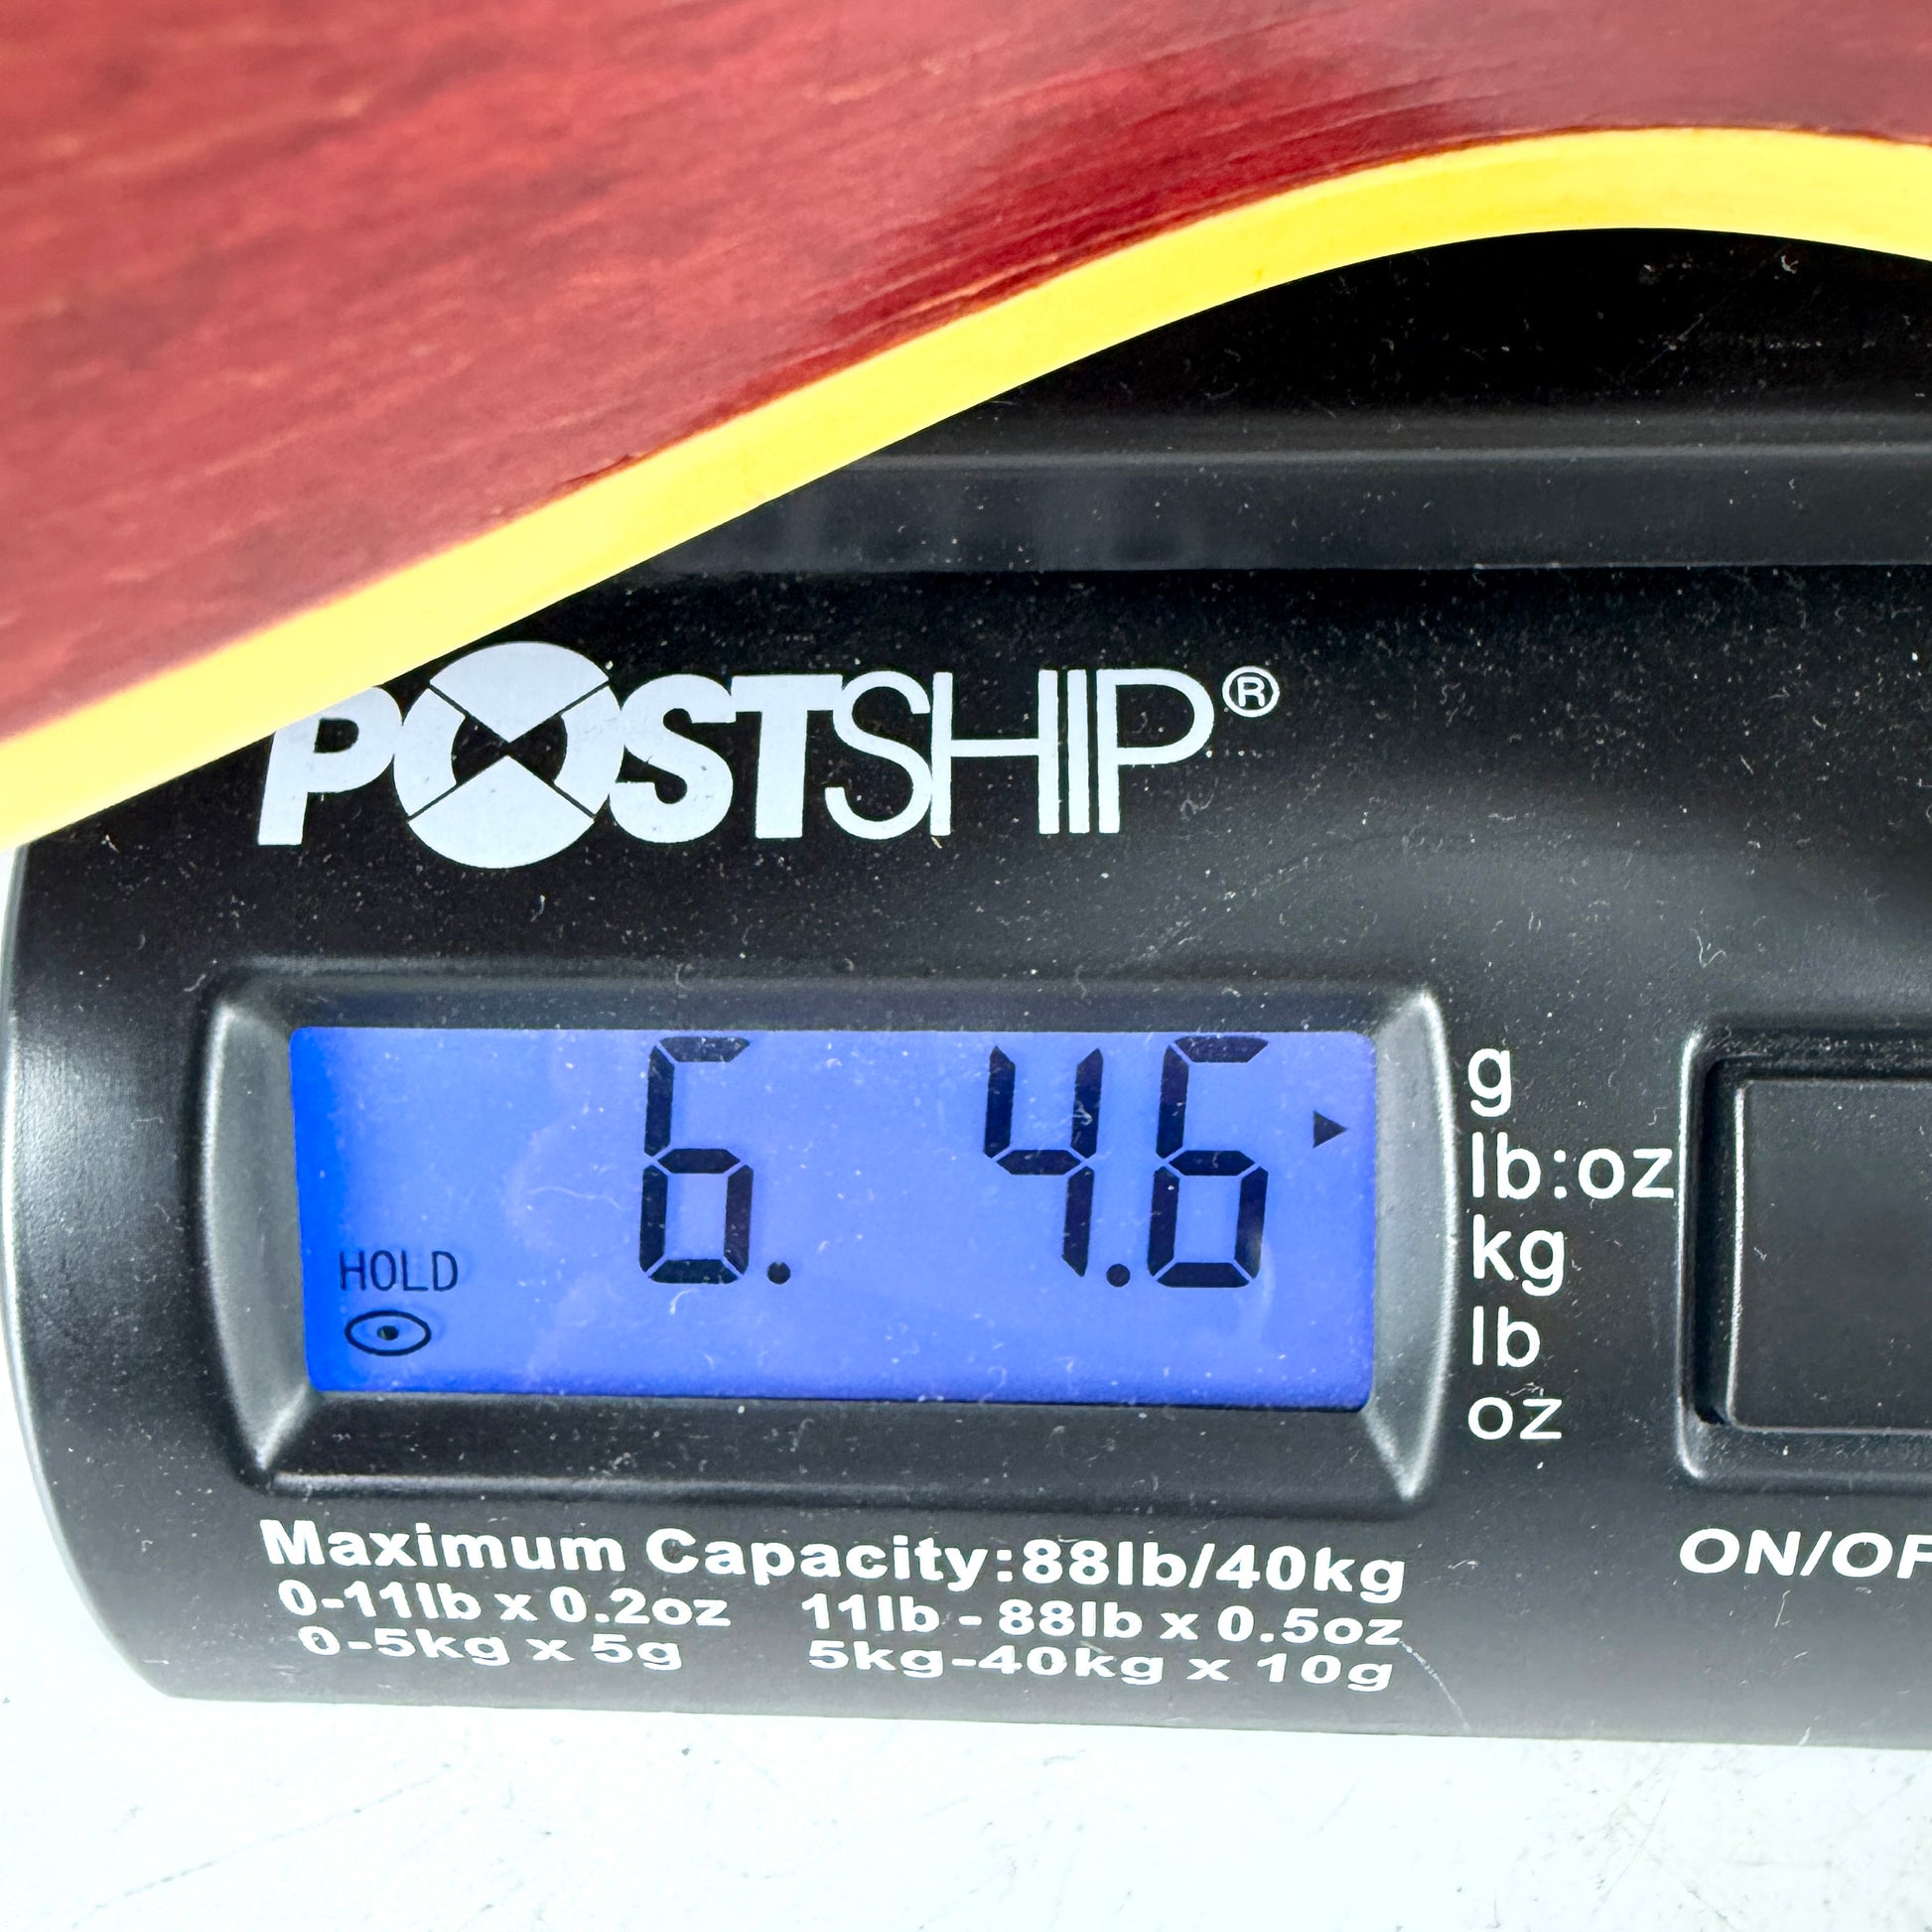 POSTSHIP®
6. 4.6
HOLD
g
lb:oz
kg
lb
oz
Maximum Capacity:88lb/40kg
0-11lb x 0.2oz 11lb - 88lb x 0.5oz
0-5kg x 5g 5kg-40kg x 10g
ON/OF